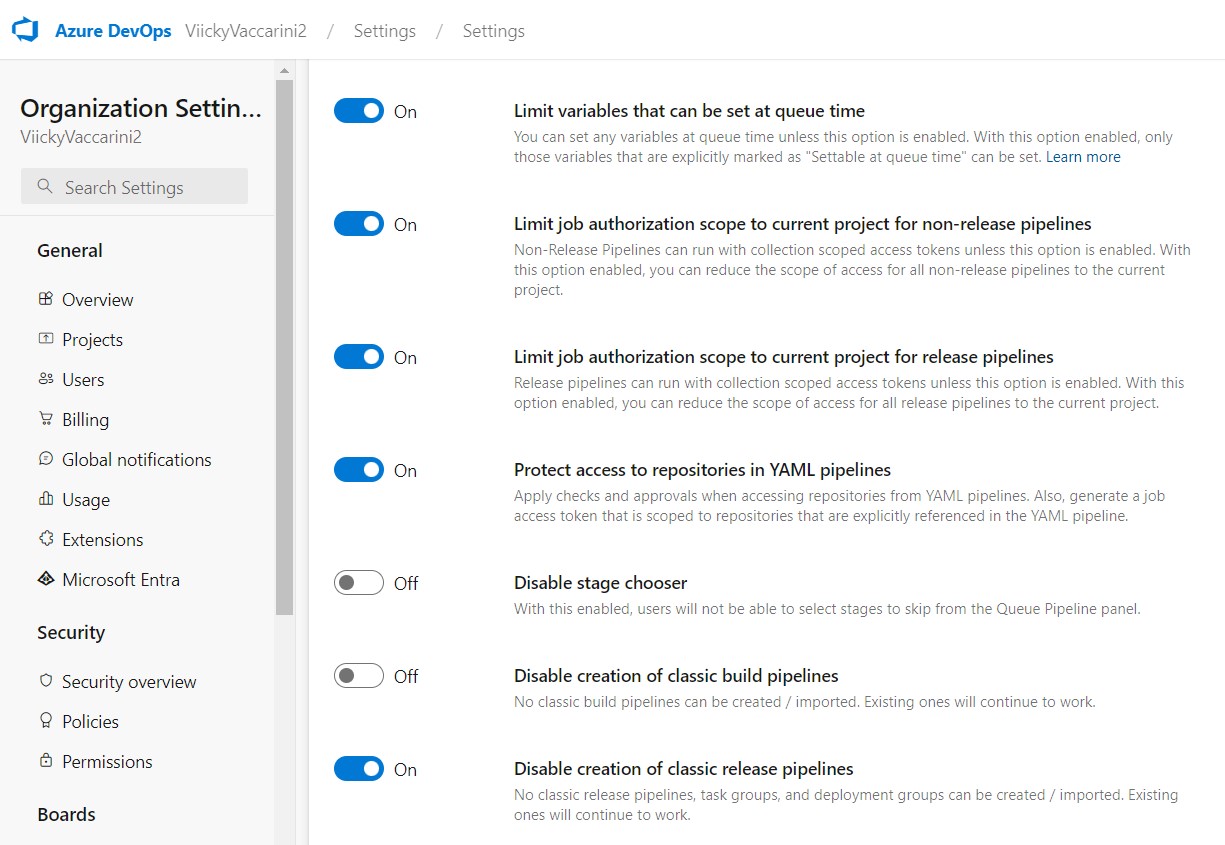 Azure DevOps ViickyVaccarini2 / Settings / Settings
Organization Settin...
ViickyVaccarini2
Search Settings
General
Overview
Projects
Users
Billing
Global notifications
Usage
Extensions
Microsoft Entra
Security
Security overview
Policies
Permissions
Boards
On
Limit variables that can be set at queue time
You can set any variables at queue time unless this option is enabled. With this option enabled, only
those variables that are explicitly marked as "Settable at queue time" can be set. Learn more
On
Limit job authorization scope to current project for non-release pipelines
Non-Release Pipelines can run with collection scoped access tokens unless this option is enabled. With
this option enabled, you can reduce the scope of access for all non-release pipelines to the current
project.
On
Limit job authorization scope to current project for release pipelines
Release pipelines can run with collection scoped access tokens unless this option is enabled. With this
option enabled, you can reduce the scope of access for all release pipelines to the current project.
On
Protect access to repositories in YAML pipelines
Apply checks and approvals when accessing repositories from YAML pipelines. Also, generate a job
access token that is scoped to repositories that are explicitly referenced in the YAML pipeline.
Off
Disable stage chooser
With this enabled, users will not be able to select stages to skip from the Queue Pipeline panel.
Off
Disable creation of classic build pipelines
No classic build pipelines can be created / imported. Existing ones will continue to work.
On
Disable creation of classic release pipelines
No classic release pipelines, task groups, and deployment groups can be created / imported. Existing
ones will continue to work.